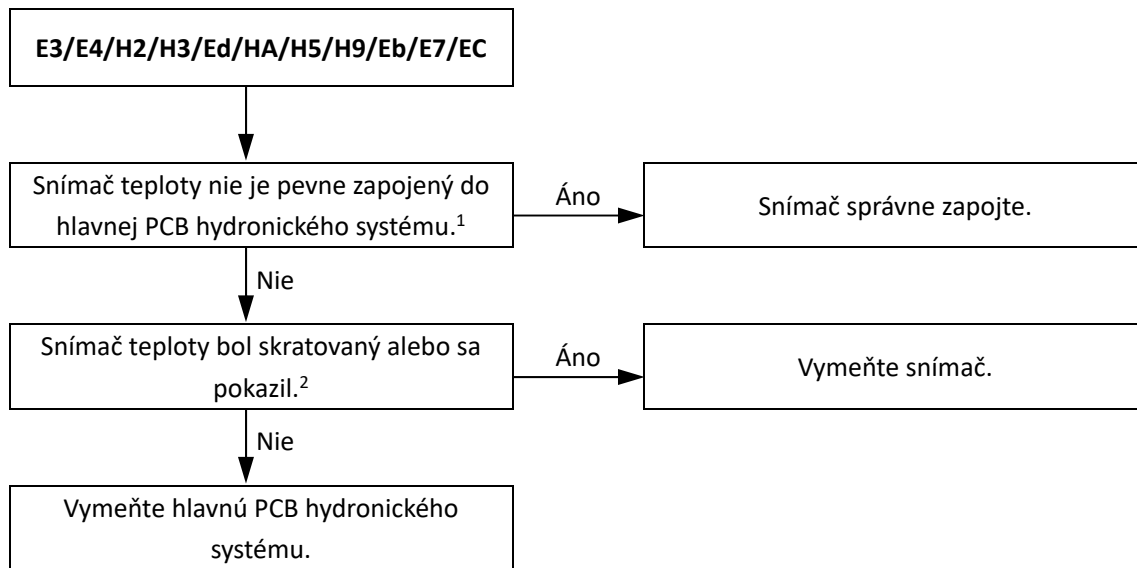 E3/E4/H2/H3/Ed/HA/H5/H9/Eb/E7/EC
Snímač teploty nie je pevne zapojený do
hlavnej PCB hydronického systému.¹
Áno
Snímač správne zapojte.
Nie
Snímač teploty bol skratovaný alebo sa
pokazil.²
Áno
Vymeňte snímač.
Nie
Vymeňte hlavnú PCB hydronického
systému.